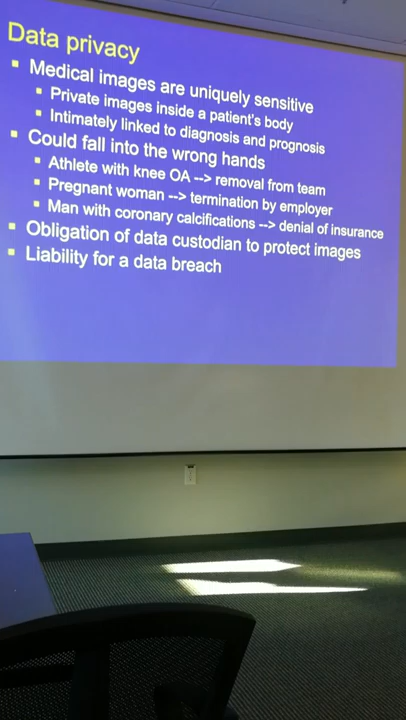 Data privacy
Medical images are uniquely sensitive
Private images inside a patient's body
Intimately linked to diagnosis and prognosis
Could fall into the wrong hands
Athlete with knee OA --> removal from team
Pregnant woman --> termination by employer
Man with coronary calcifications --> denial of insurance
Obligation of data custodian to protect images
Liability for a data breach